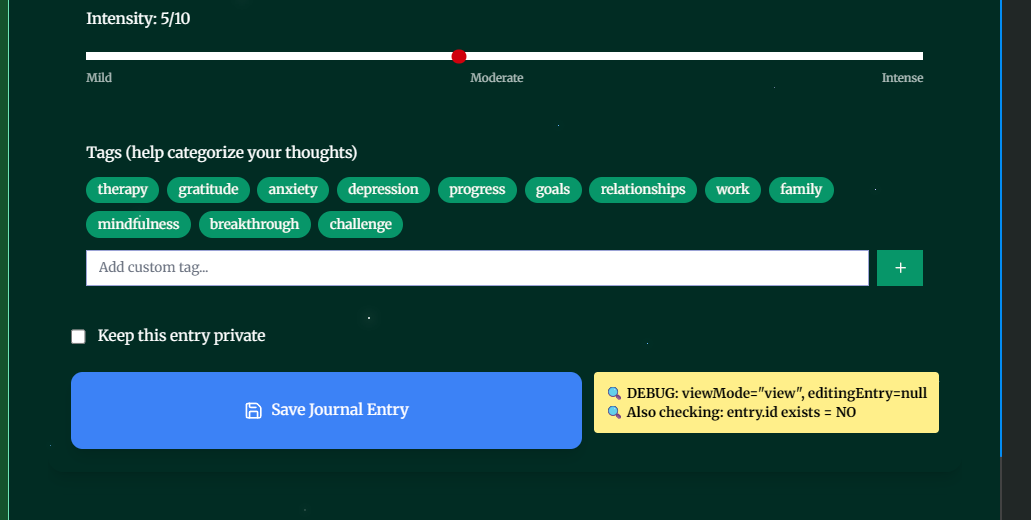 Intensity: 5/10
Mild Moderate Intense
Tags (help categorize your thoughts)
therapy gratitude anxiety depression progress goals relationships work family
mindfulness breakthrough challenge
Add custom tag...
+
Keep this entry private
Save Journal Entry
🔍 DEBUG: viewMode="view", editingEntry=null
🔍 Also checking: entry.id exists = NO